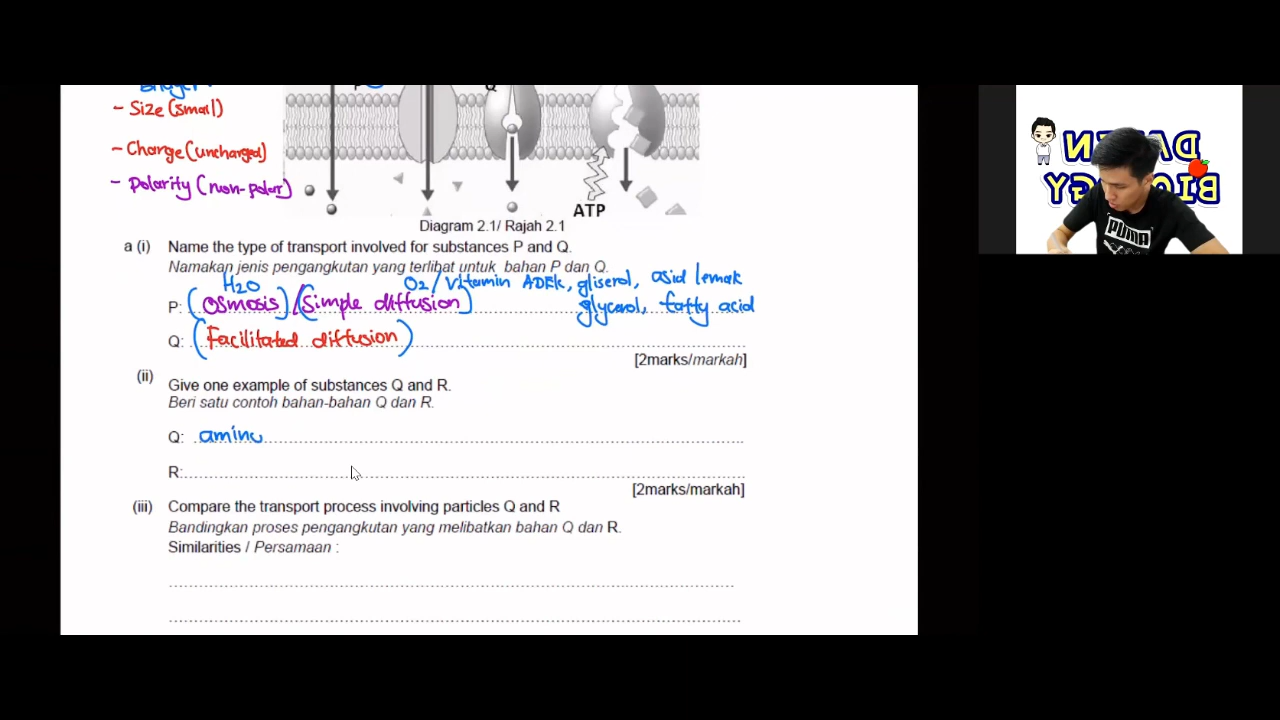 - Size (small)
- Charge (uncharged)
- Polarity (non-polar)
P
Q
ATP
Diagram 2.1/ Rajah 2.1
a (i) Name the type of transport involved for substances P and Q.
Namakan jenis pengangkutan yang terlibat untuk bahan P dan Q.
H2O O2 / Vitamin ADEK, gliserol, asid lemak
P: (Osmosis) / (Simple diffusion) glycerol, fatty acid
Q: (Facilitated diffusion)
[2marks/markah]
(ii) Give one example of substances Q and R.
Beri satu contoh bahan-bahan Q dan R.
Q: amino
R:
[2marks/markah]
(iii) Compare the transport process involving particles Q and R
Bandingkan proses pengangkutan yang melibatkan bahan Q dan R.
Similarities / Persamaan :
BIOLOGY
PUMA